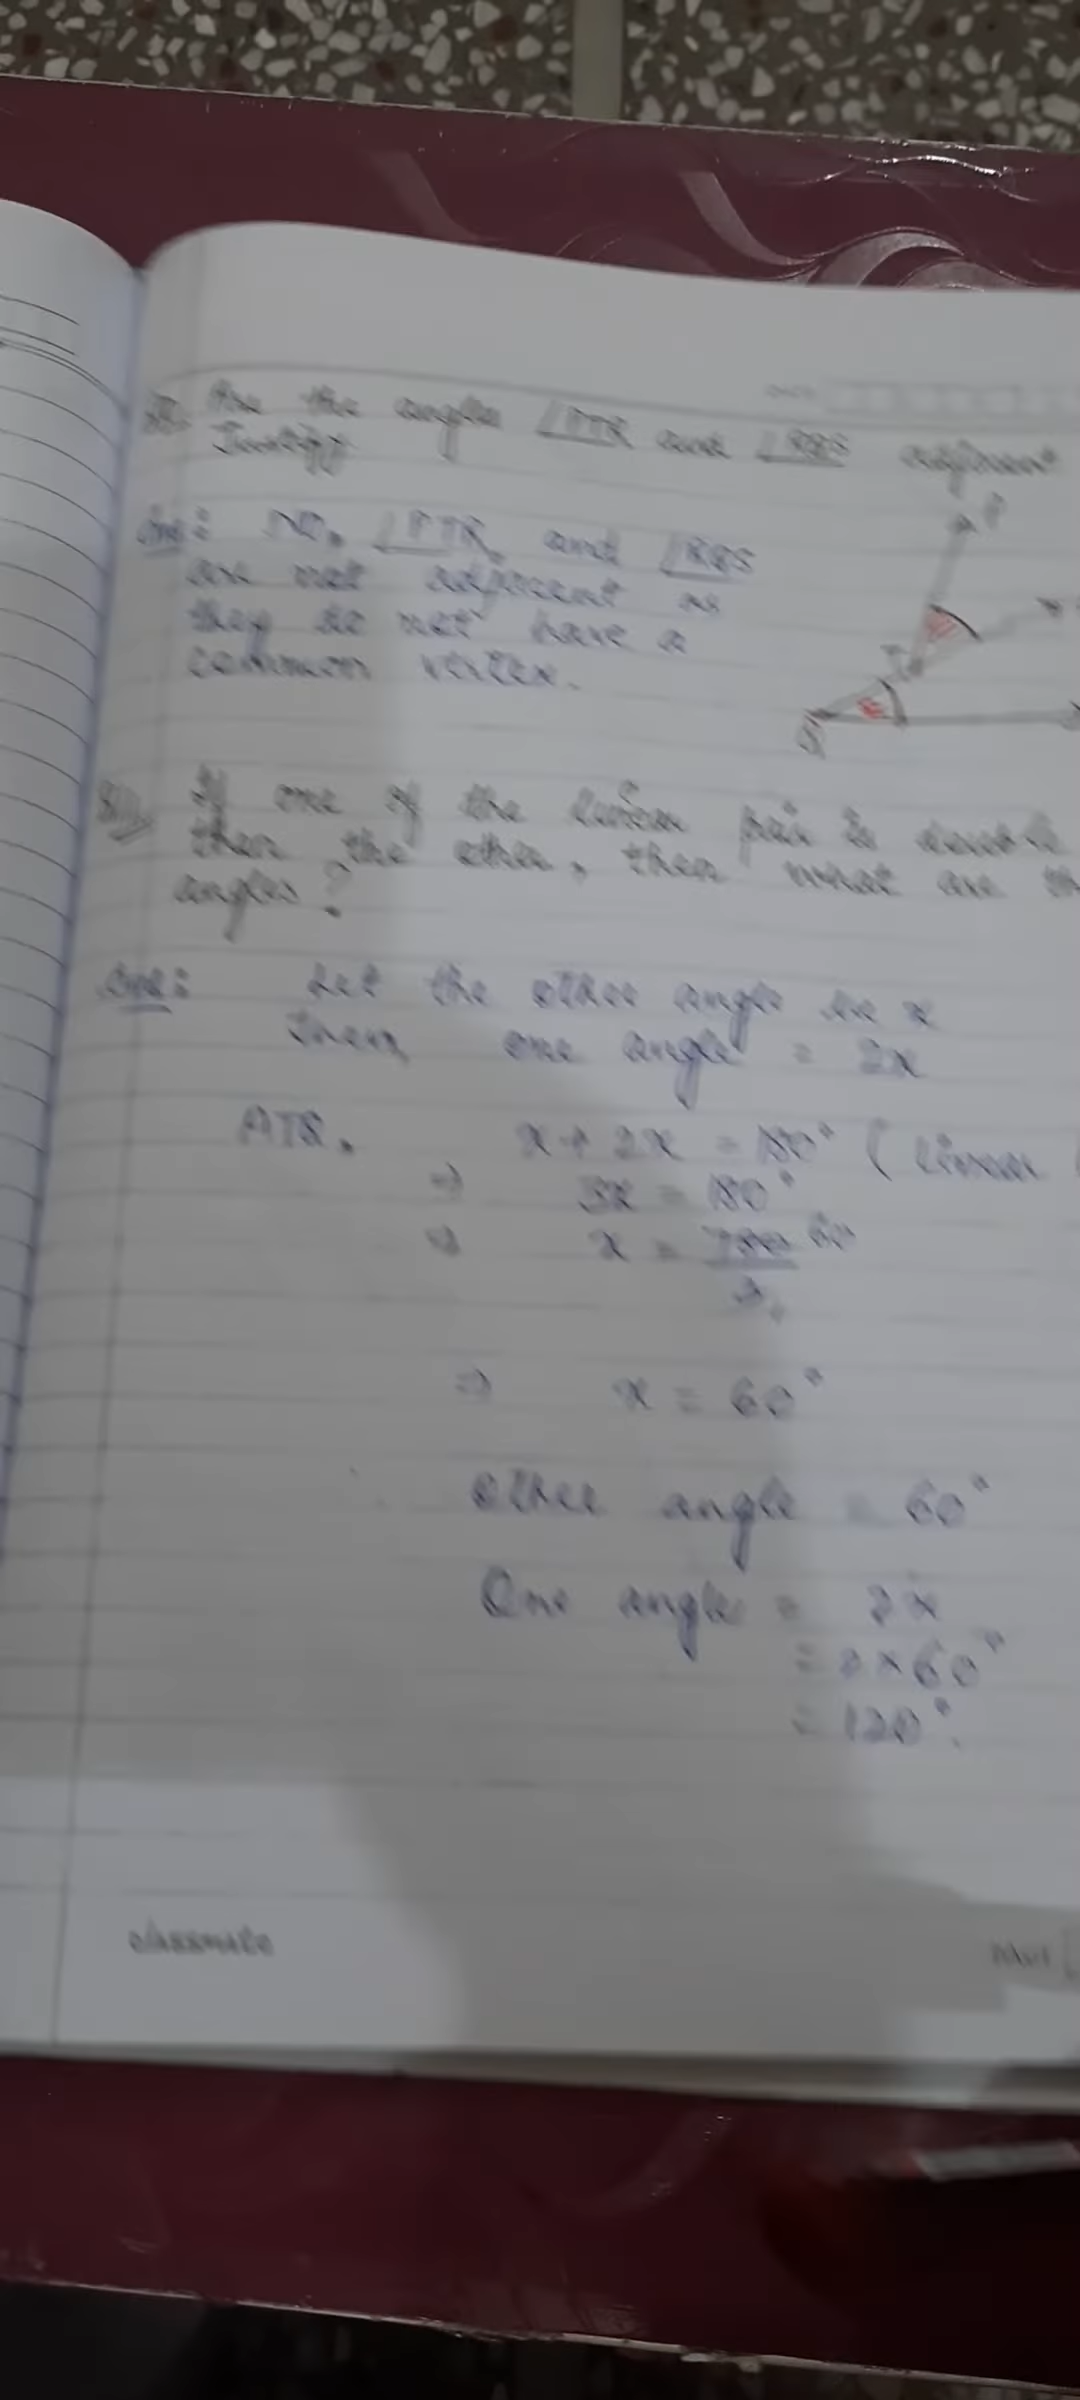 Are the angles ∠PTR and ∠RQS adjacent
Justify
Ans: NO, ∠PTR and ∠RQS
are not adjacent as
they do not have a
common vertex.
P
T
Q
If one of the linear pair is double
then the other, then what are
angles?
Ans: Let the other angle be x
Then, one angle = 2x
ATQ, x + 2x = 180° ( Linear
⇒ 3x = 180°
⇒ x = 180 60
3
⇒ x = 60°
Other angle = 60°
One angle = 2x
= 2×60°
= 120°.
classmate